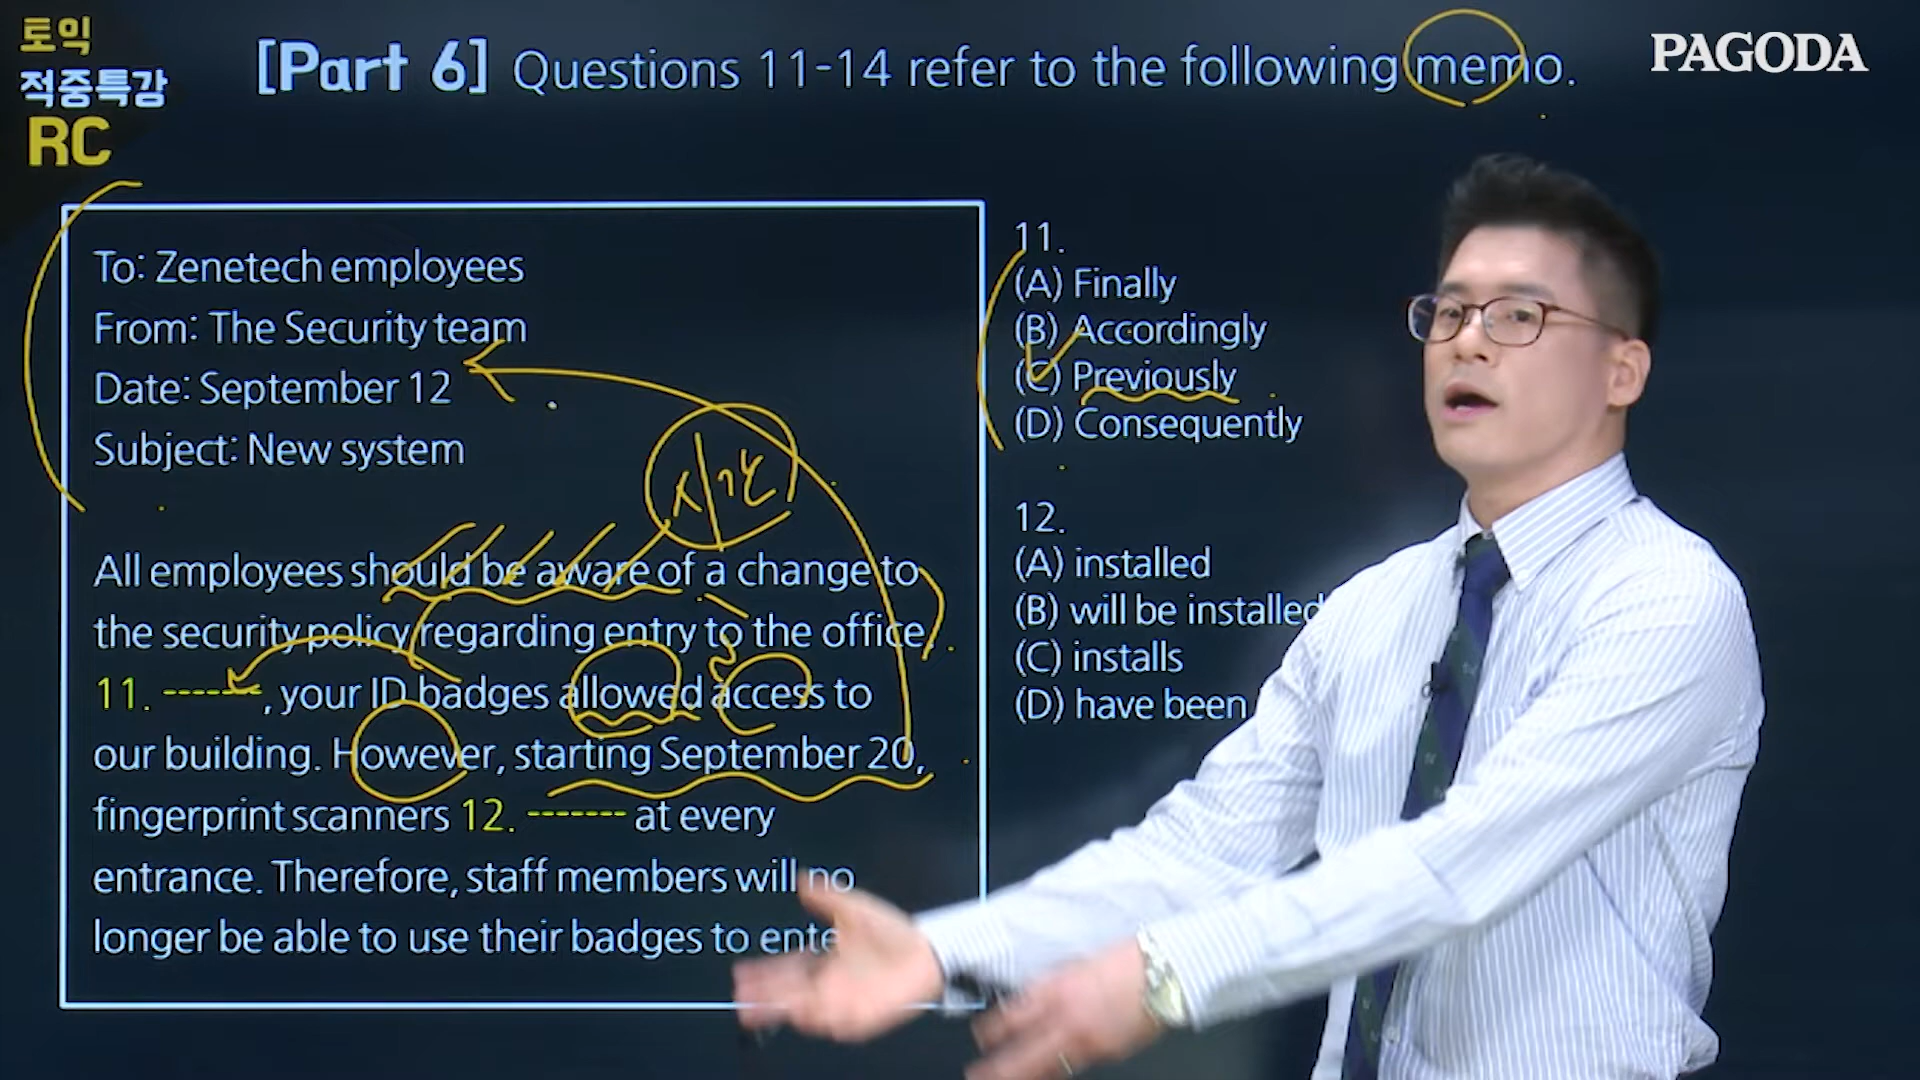 토익
적중특강
RC
[Part 6] Questions 11-14 refer to the following memo.
PAGODA
To: Zenetech employees
From: The Security team
Date: September 12
Subject: New system
시간
All employees should be aware of a change to
the security policy regarding entry to the office.
11. -------, your ID badges allowed access to
our building. However, starting September 20,
fingerprint scanners 12. ------- at every
entrance. Therefore, staff members will no
longer be able to use their badges to ente
11.
(A) Finally
(B) Accordingly
(C) Previously
(D) Consequently
12.
(A) installed
(B) will be installed
(C) installs
(D) have been